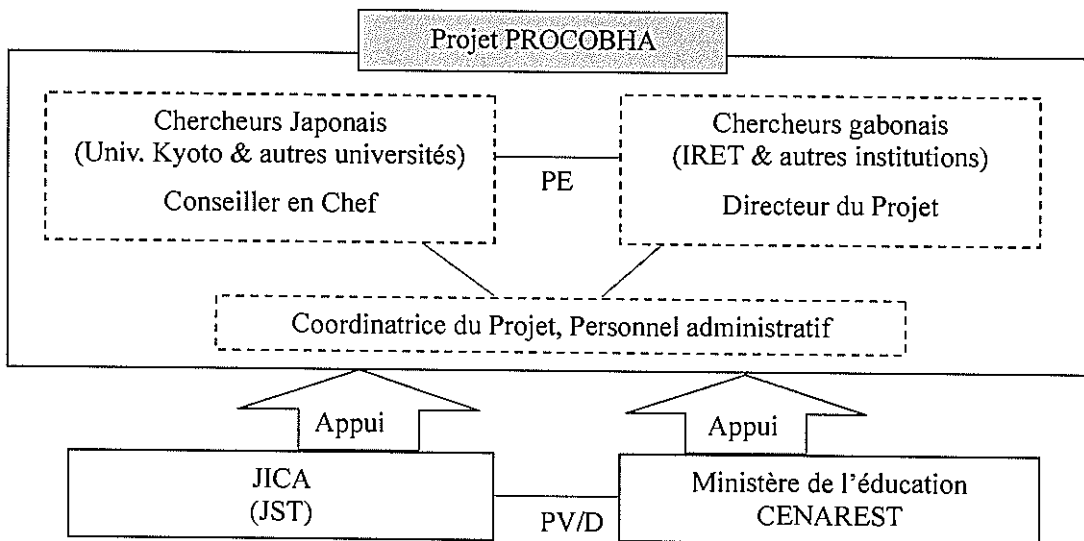 Projet PROCOBHA
Chercheurs Japonais
(Univ. Kyoto & autres universités)
Conseiller en Chef
PE
Chercheurs gabonais
(IRET & autres institutions)
Directeur du Projet
Coordinatrice du Projet, Personnel administratif
Appui
Appui
JICA
(JST)
PV/D
Ministère de l'éducation
CENAREST